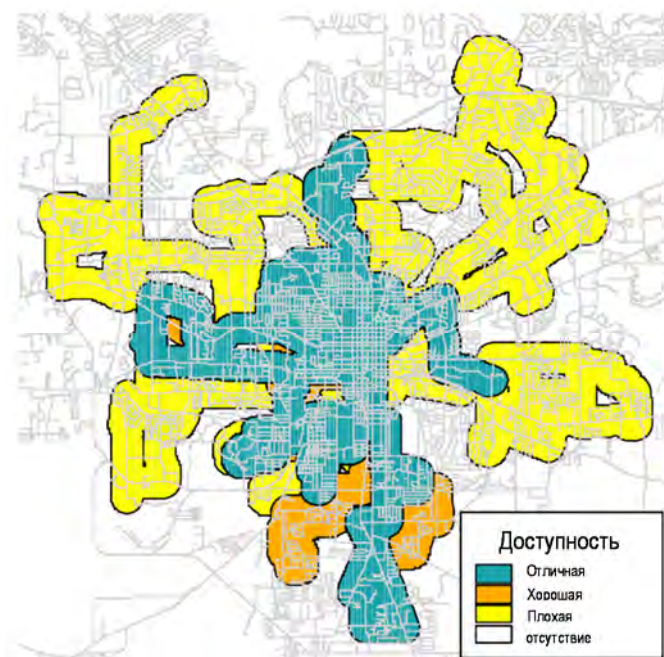 Доступность
Отличная
Хорошая
Плохая
отсутствие